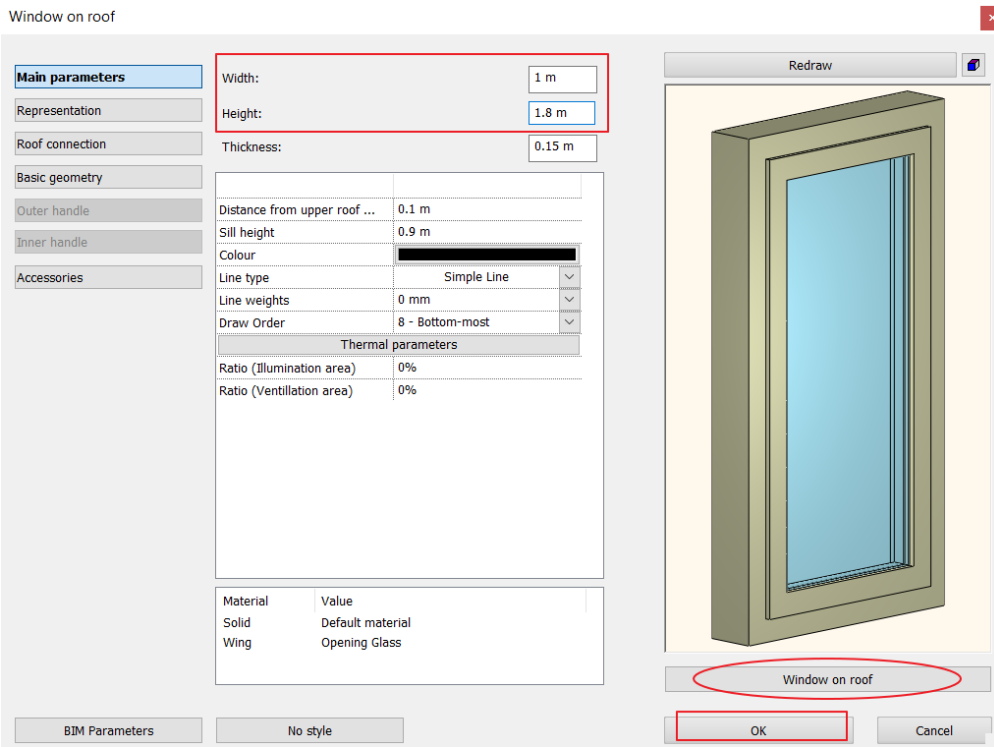 Window on roof
Main parameters
Representation
Roof connection
Basic geometry
Outer handle
Inner handle
Accessories
Width: 1 m
Height: 1.8 m
Thickness: 0.15 m
Distance from upper roof ... 0.1 m
Sill height 0.9 m
Colour
Line type Simple Line
Line weights 0 mm
Draw Order 8 - Bottom-most
Thermal parameters
Ratio (Illumination area) 0%
Ratio (Ventillation area) 0%
Material Value
Solid Default material
Wing Opening Glass
Redraw
Window on roof
BIM Parameters
No style
OK
Cancel